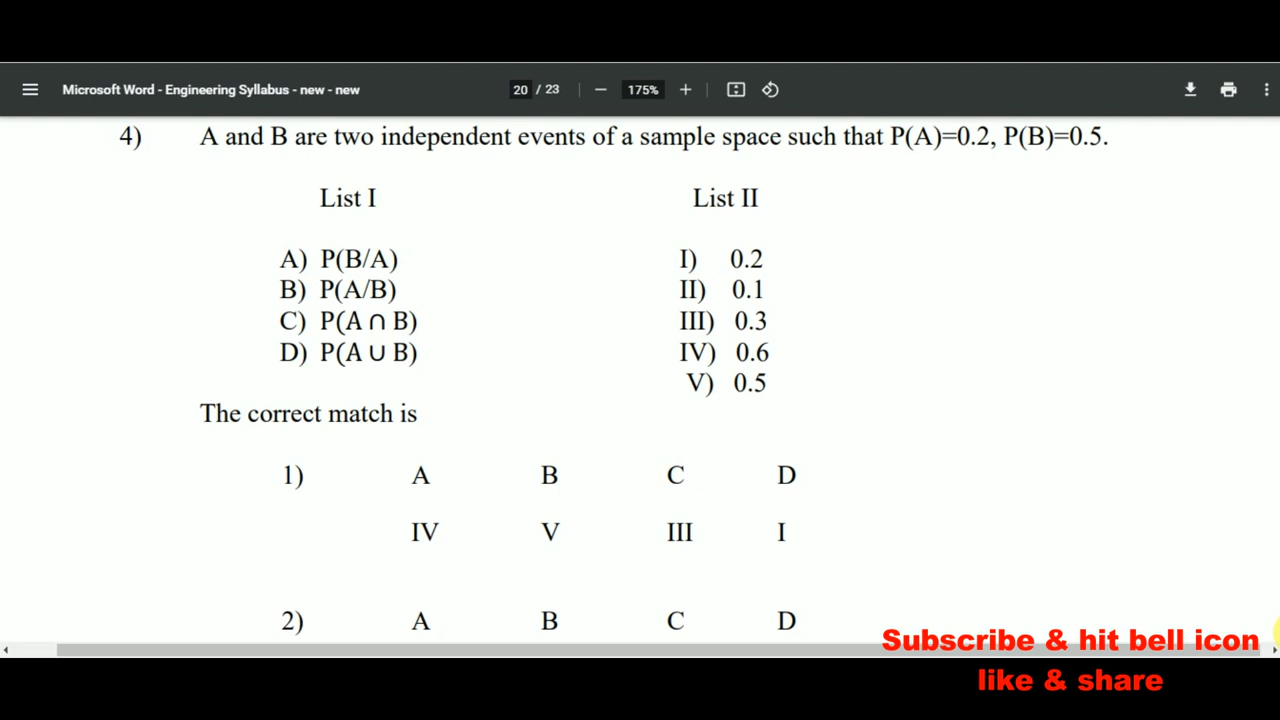 Microsoft Word - Engineering Syllabus - new - new 20 / 23 175%
4) A and B are two independent events of a sample space such that P(A)=0.2, P(B)=0.5.
List I List II
A) P(B/A) I) 0.2
B) P(A/B) II) 0.1
C) P(A ∩ B) III) 0.3
D) P(A ∪ B) IV) 0.6
V) 0.5
The correct match is
1) A B C D
IV V III I
2) A B C D
Subscribe & hit bell icon
like & share